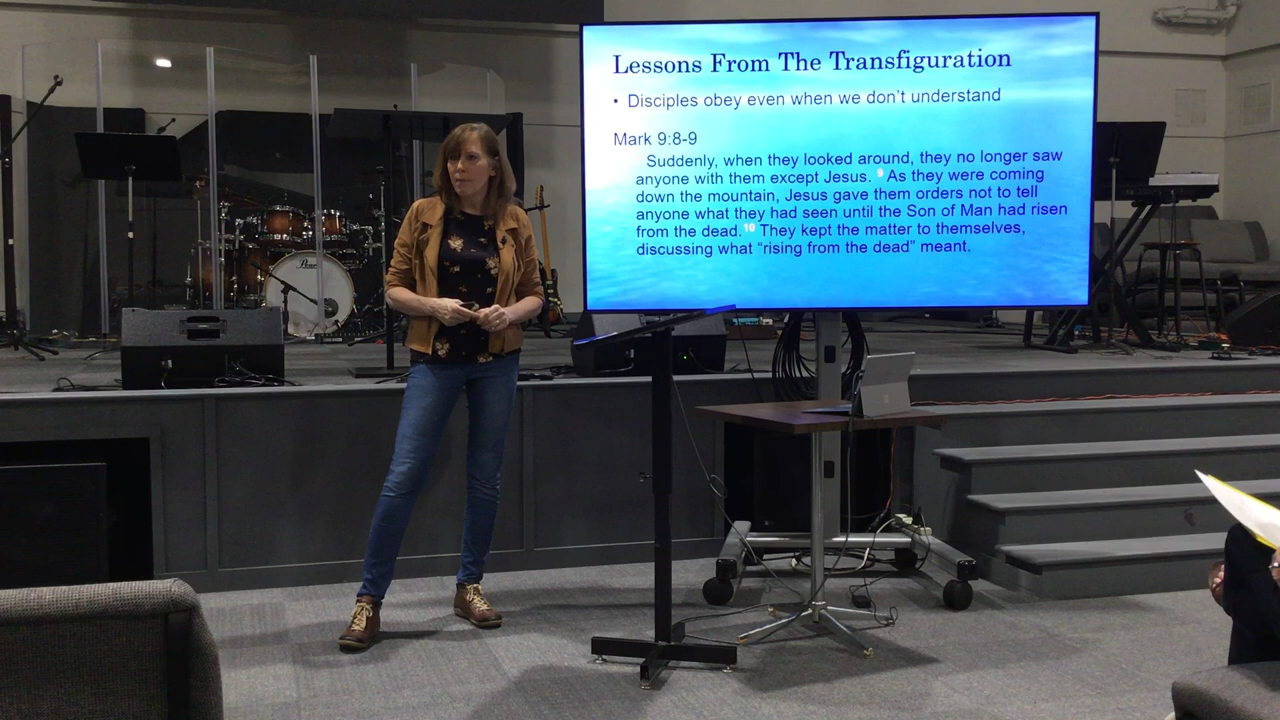 Lessons From The Transfiguration
• Disciples obey even when we don't understand
Mark 9:8-9
Suddenly, when they looked around, they no longer saw
anyone with them except Jesus. 9 As they were coming
down the mountain, Jesus gave them orders not to tell
anyone what they had seen until the Son of Man had risen
from the dead. 10 They kept the matter to themselves,
discussing what “rising from the dead” meant.
Pearl